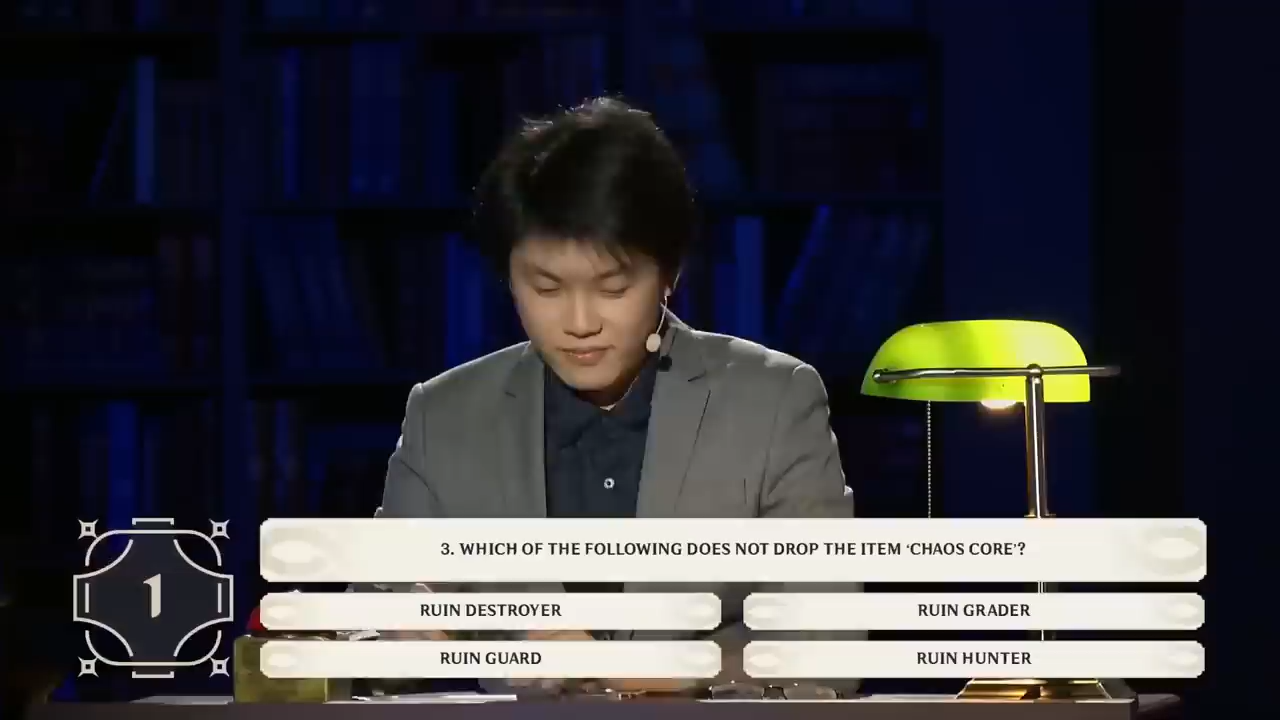 3. WHICH OF THE FOLLOWING DOES NOT DROP THE ITEM ‘CHAOS CORE’?
1
RUIN DESTROYER
RUIN GRADER
RUIN GUARD
RUIN HUNTER